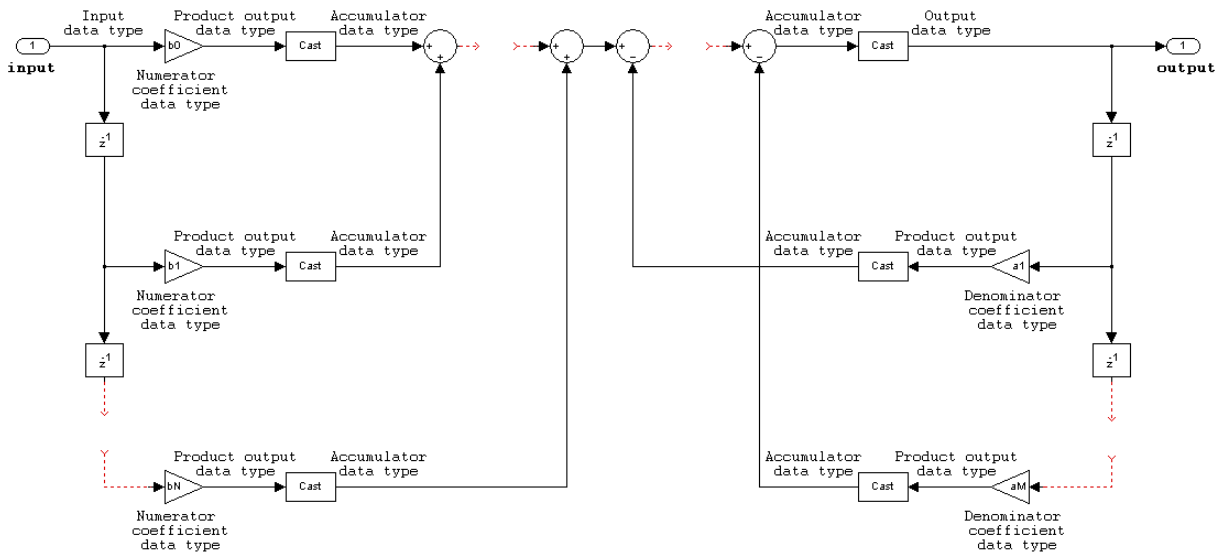 Input
data type
Product output
data type
Accumulator
data type
Accumulator
data type
Output
data type
1
input
b0
Cast
+
+
+
+
+
−
+
−
Cast
1
output
Numerator
coefficient
data type
z-1
z-1
Product output
data type
Accumulator
data type
Accumulator
data type
Product output
data type
b1
Cast
Cast
a1
Numerator
coefficient
data type
Denominator
coefficient
data type
z-1
z-1
Product output
data type
Accumulator
data type
Accumulator
data type
Product output
data type
bN
Cast
Cast
aM
Numerator
coefficient
data type
Denominator
coefficient
data type